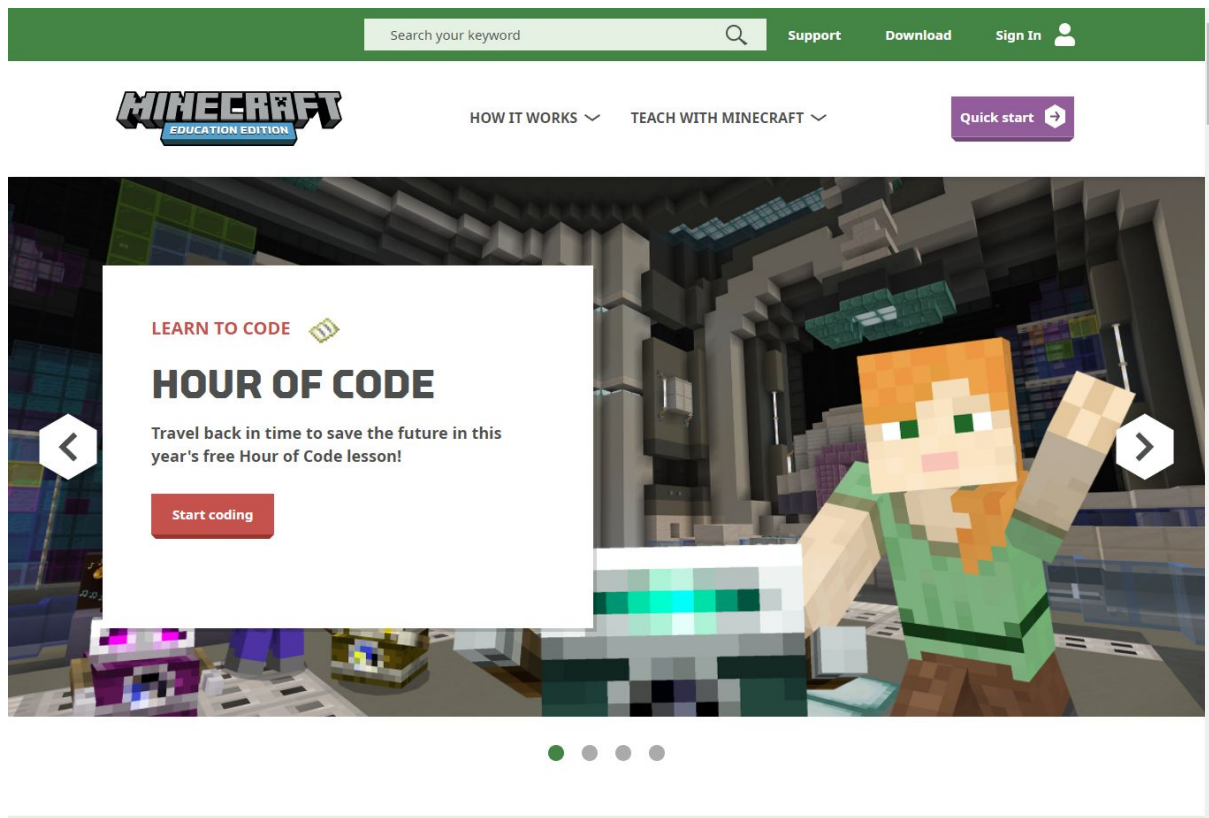 Search your keyword
Support
Download
Sign In
MINECRAFT
EDUCATION EDITION
HOW IT WORKS
TEACH WITH MINECRAFT
Quick start
LEARN TO CODE
HOUR OF CODE
Travel back in time to save the future in this
year's free Hour of Code lesson!
Start coding